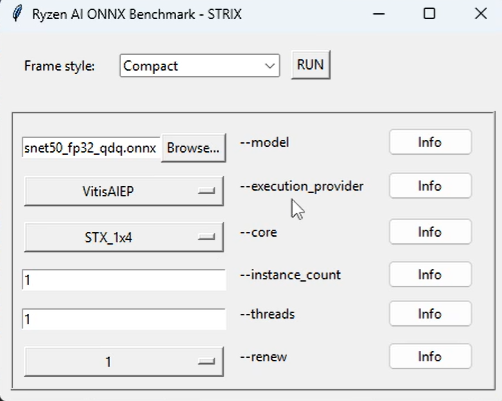 Ryzen AI ONNX Benchmark - STRIX
Frame style: Compact RUN
snet50_fp32_qdq.onnx Browse... --model Info
VitisAIEP --execution_provider Info
STX_1x4 --core Info
1 --instance_count Info
1 --threads Info
1 --renew Info